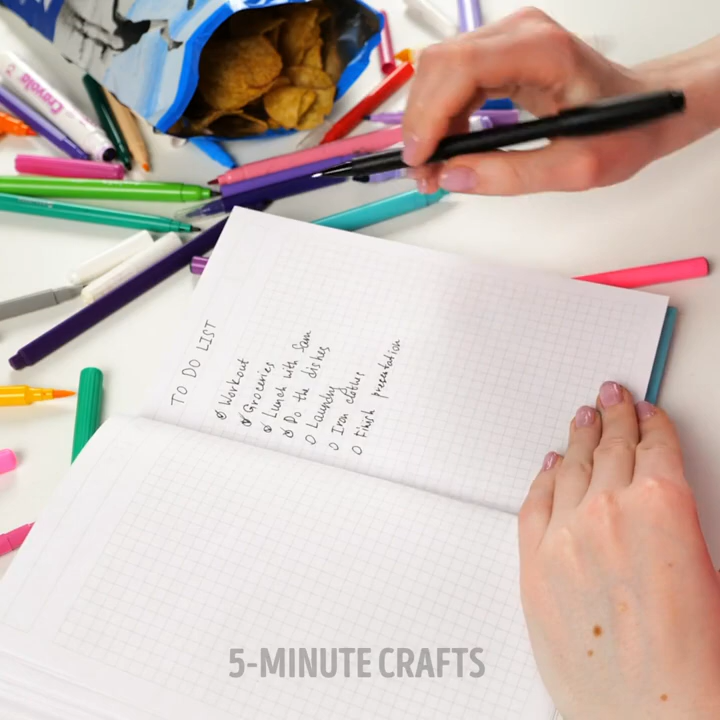 Crayola
TO DO LIST
Workout
Groceries
Lunch with Sam
Do the dishes
Laundry
Iron clothes
Finish presentation
5-MINUTE CRAFTS